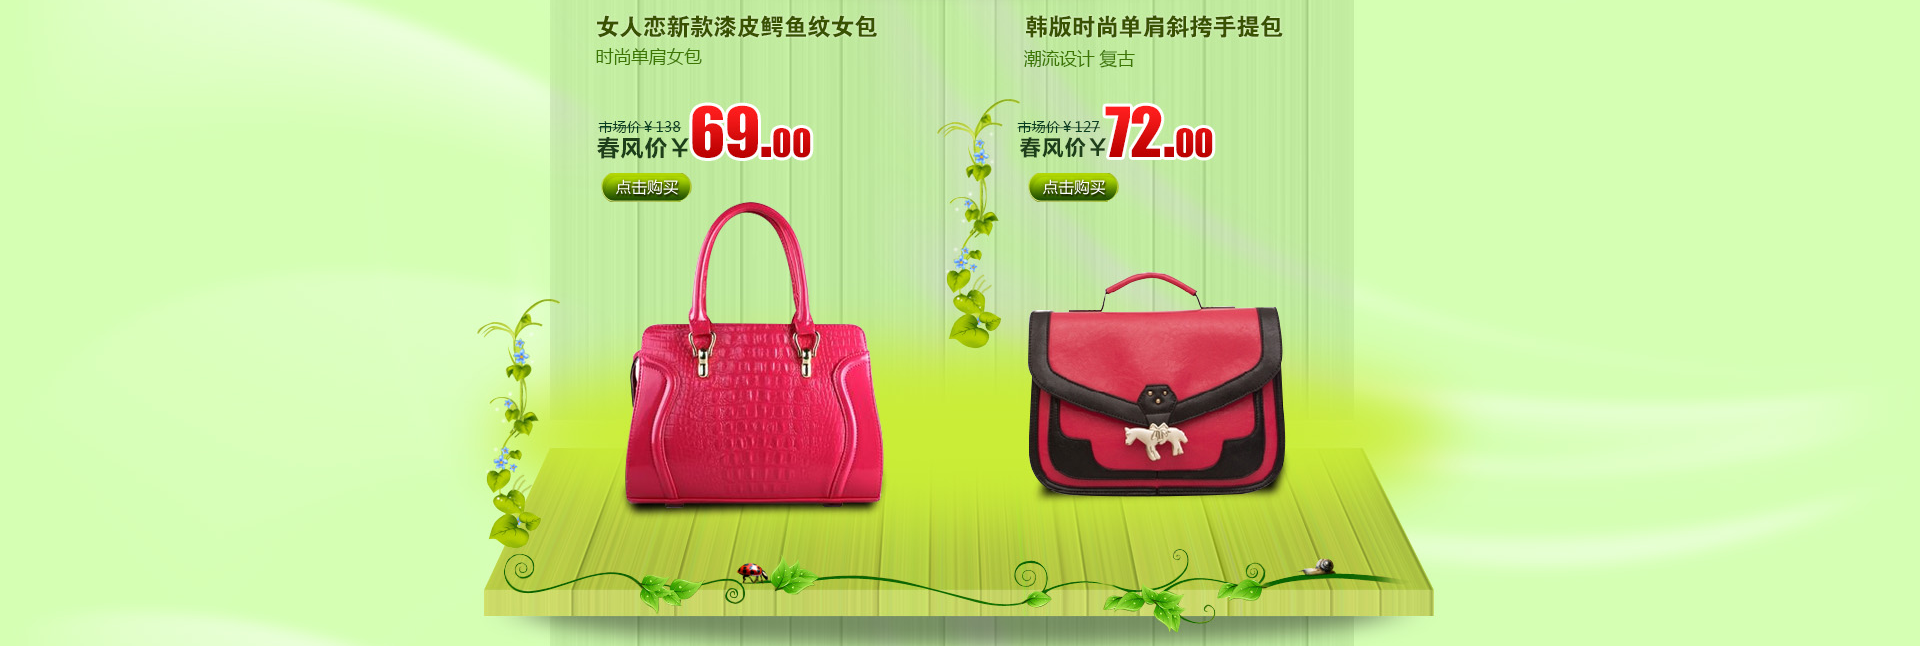 女人恋新款漆皮鳄鱼纹女包
时尚单肩女包
市场价￥138
春风价￥69.00
点击购买
韩版时尚单肩斜挎手提包
潮流设计 复古
市场价￥127
春风价￥72.00
点击购买